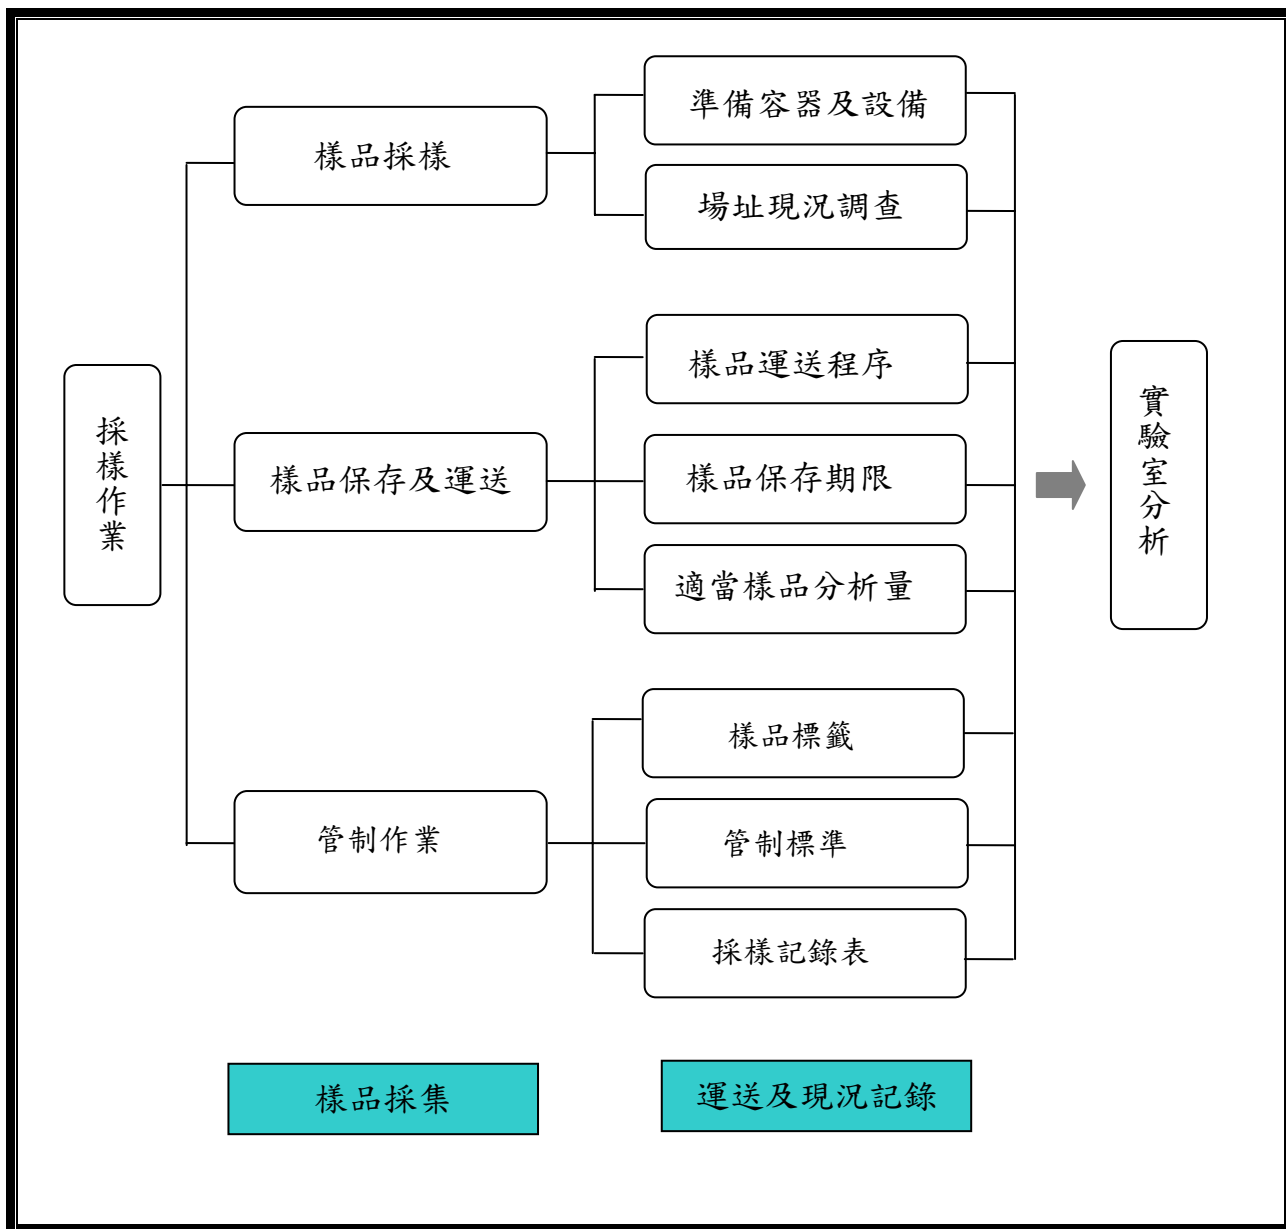 採樣作業
樣品採樣
準備容器及設備
場址現況調查
樣品保存及運送
樣品運送程序
樣品保存期限
適當樣品分析量
管制作業
樣品標籤
管制標準
採樣記錄表
實驗室分析
樣品採集
運送及現況記錄